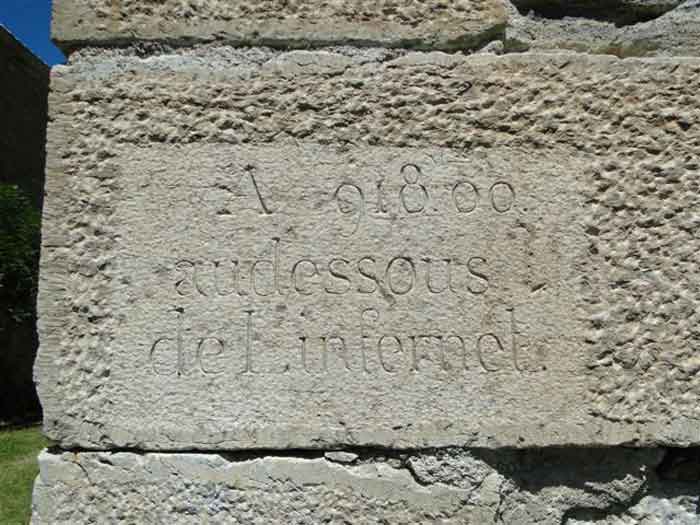 A 918.00.
audessous
de L'infernet.